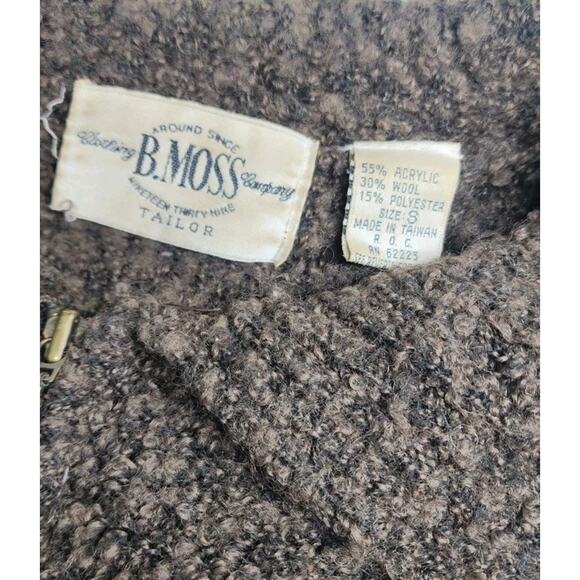 AROUND SINCE
Clothing B.MOSS Company
NINETEEN THIRTY NINE
TAILOR
55% ACRYLIC
30% WOOL
15% POLYESTER
SIZE: S
MADE IN TAIWAN
R. O. C.
RN 62225